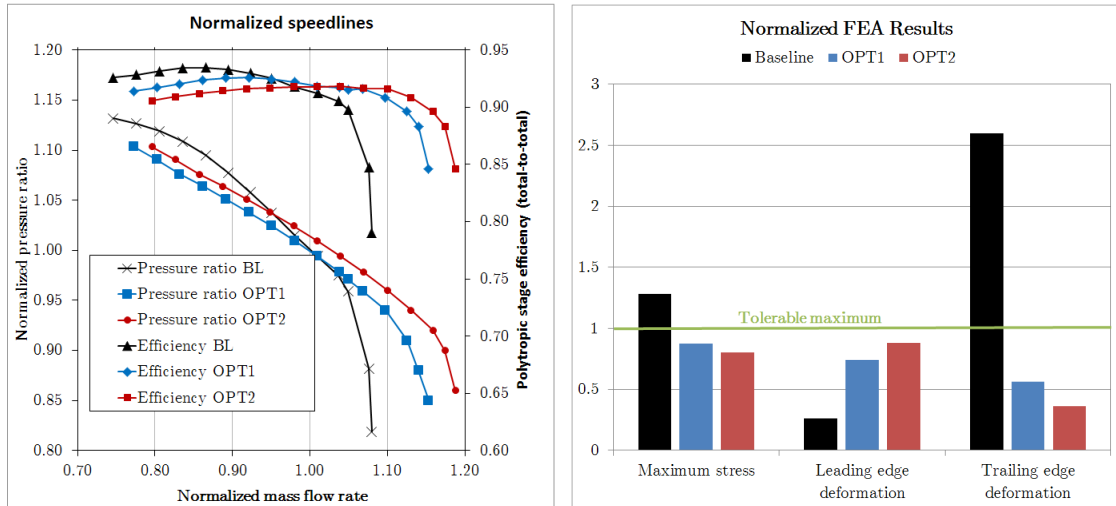 Normalized speedlines
1.20
1.15
1.10
1.05
1.00
0.95
0.90
0.85
0.80
Normalized pressure ratio
0.95
0.90
0.85
0.80
0.75
0.70
0.65
0.60
Polytropic stage efficiency (total-to-total)
Pressure ratio BL
Pressure ratio OPT1
Pressure ratio OPT2
Efficiency BL
Efficiency OPT1
Efficiency OPT2
0.70 0.80 0.90 1.00 1.10 1.20
Normalized mass flow rate
Normalized FEA Results
Baseline OPT1 OPT2
3
2.5
2
1.5
1
0.5
0
Tolerable maximum
Maximum stress
Leading edge
deformation
Trailing edge
deformation